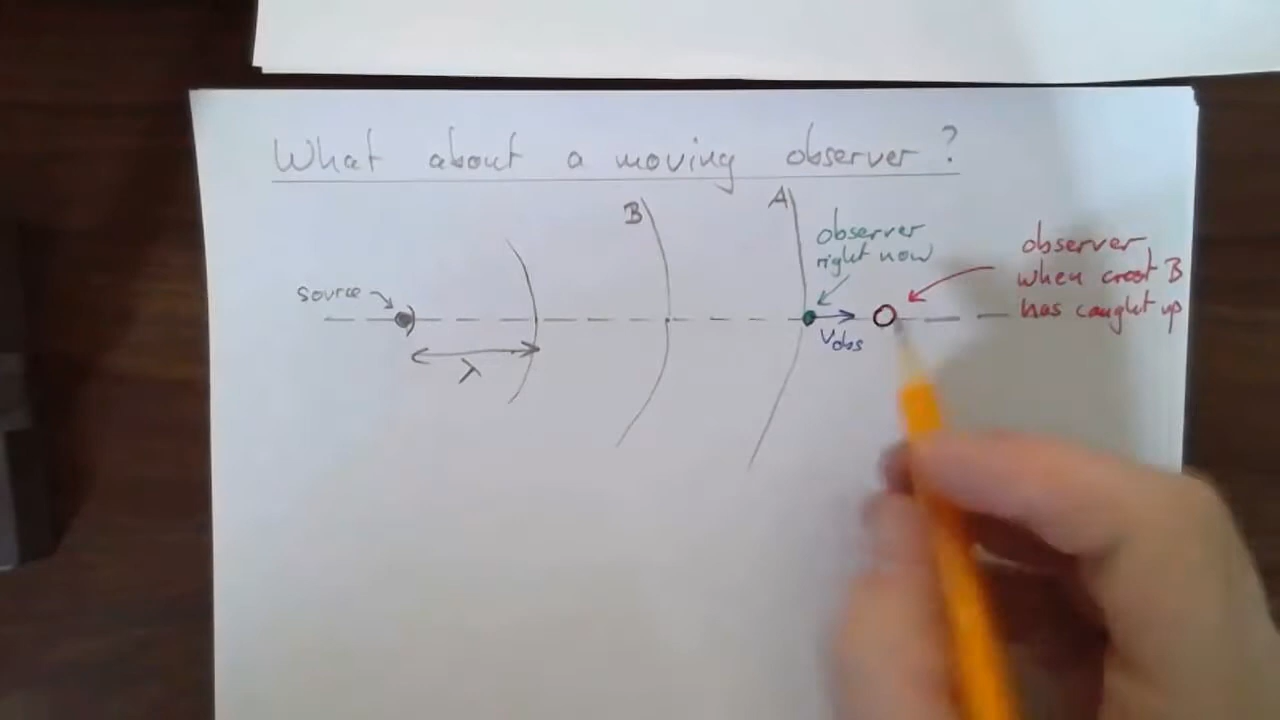 What about a moving observer?
B
A
observer
right now
observer
when crest B
has caught up
source
Vobs
λ